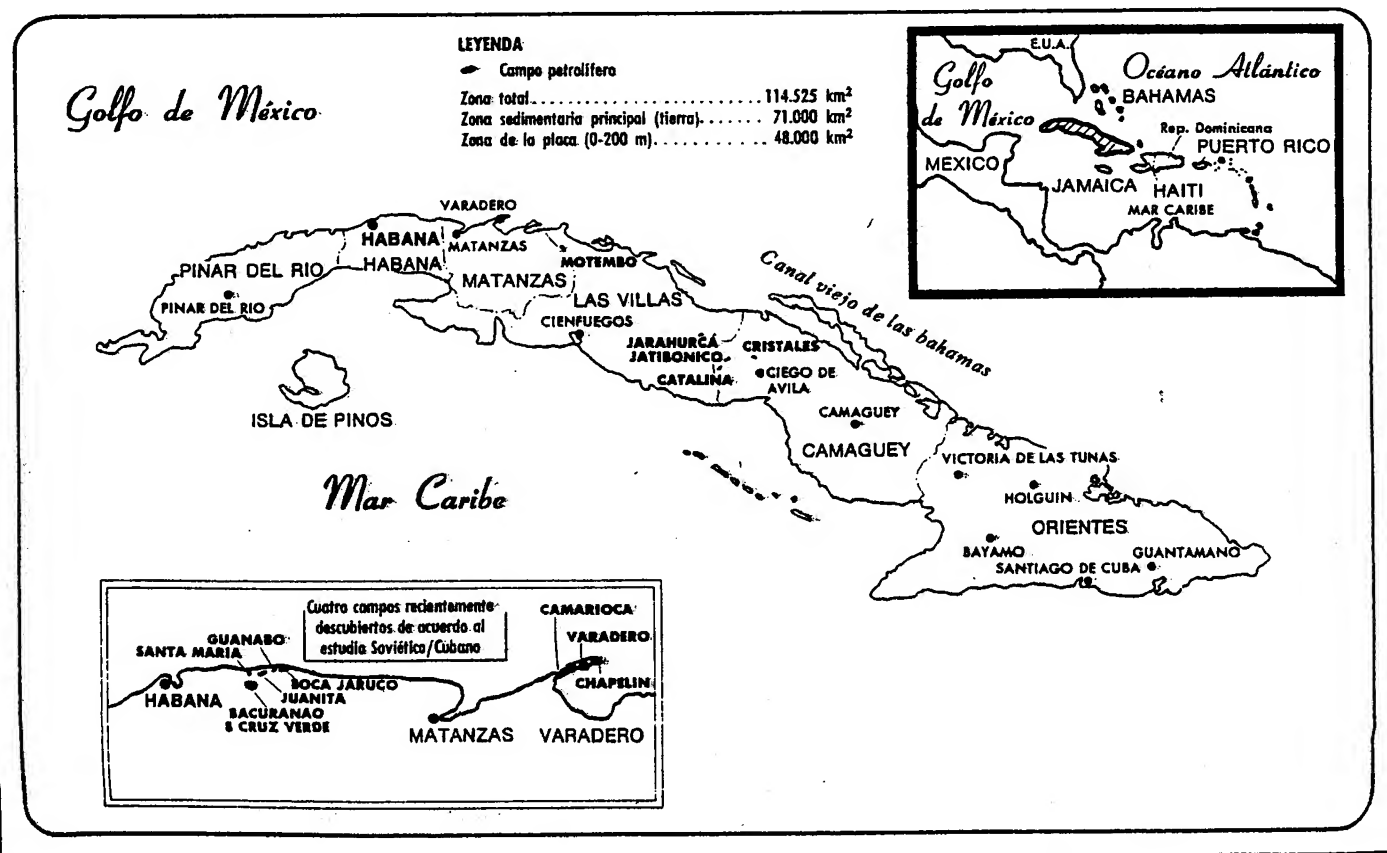 LEYENDA
Campo petrolífero
Zona total........................114.525 km²
Zona sedimentaria principal (tierra)....... 71.000 km²
Zona de la placa (0-200 m)............ 48.000 km²
Golfo de México
E.U.A.
Golfo
de México
Océano Atlántico
BAHAMAS
Rep. Dominicana
PUERTO RICO
MEXICO
JAMAICA
HAITI
MAR CARIBE
VARADERO
HABANA
MATANZAS
HABANA
PINAR DEL RIO
MATANZAS
MOTEMBO
PINAR DEL RIO
LAS VILLAS
CIENFUEGOS
Canal viejo de las bahamas
JARAHURCA
JATIBONICO
CRISTALES
CATALINA
CIEGO DE
AVILA
ISLA DE PINOS
CAMAGUEY
CAMAGUEY
VICTORIA DE LAS TUNAS
HOLGUIN
Mar Caribe
ORIENTES
BAYAMO
GUANTAMANO
SANTIAGO DE CUBA
Cuatro campos recientemente
descubiertos de acuerdo al
estudio Soviético/Cubano
CAMARIOCA
GUANABO
VARADERO
SANTA MARIA
BOCA JARUCO
CHAPELIN
HABANA
JUANITA
BACURANAO
& CRUZ VERDE
MATANZAS
VARADERO